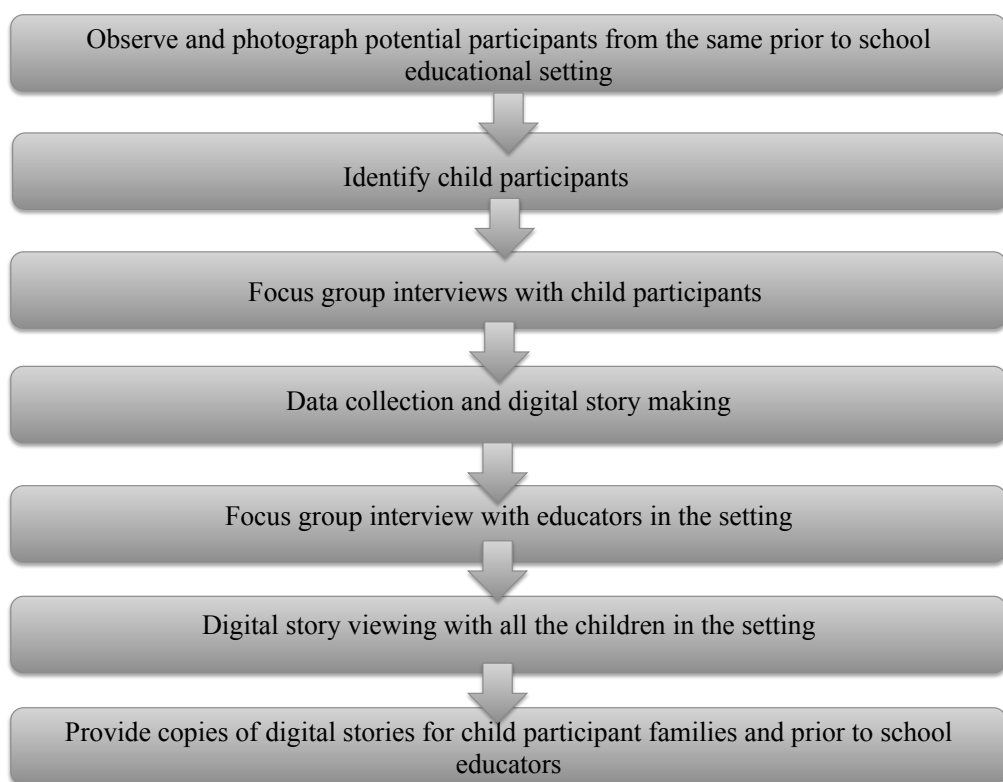 Observe and photograph potential participants from the same prior to school
educational setting
Identify child participants
Focus group interviews with child participants
Data collection and digital story making
Focus group interview with educators in the setting
Digital story viewing with all the children in the setting
Provide copies of digital stories for child participant families and prior to school
educators